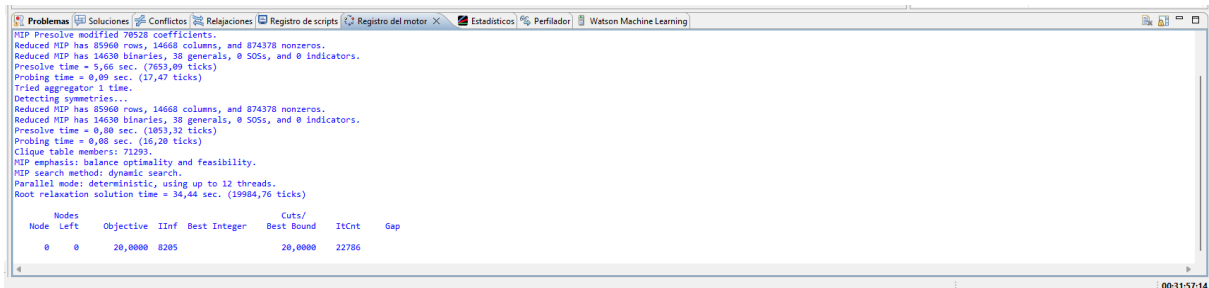 Problemas Soluciones Conflictos Relajaciones Registro de scripts Registro del motor Estadísticos Perfilador Watson Machine Learning
MIP Presolve modified 70528 coefficients.
Reduced MIP has 85960 rows, 14668 columns, and 874378 nonzeros.
Reduced MIP has 14630 binaries, 38 generals, 0 SOSs, and 0 indicators.
Presolve time = 5,66 sec. (7653,09 ticks)
Probing time = 0,09 sec. (17,47 ticks)
Tried aggregator 1 time.
Detecting symmetries...
Reduced MIP has 85960 rows, 14668 columns, and 874378 nonzeros.
Reduced MIP has 14630 binaries, 38 generals, 0 SOSs, and 0 indicators.
Presolve time = 0,80 sec. (1053,32 ticks)
Probing time = 0,08 sec. (16,20 ticks)
Clique table members: 71293.
MIP emphasis: balance optimality and feasibility.
MIP search method: dynamic search.
Parallel mode: deterministic, using up to 12 threads.
Root relaxation solution time = 34,44 sec. (19984,76 ticks)
Nodes Cuts/
Node Left Objective IInf Best Integer Best Bound ItCnt Gap
0 0 20,0000 8205 20,0000 22786
00:31:57:14